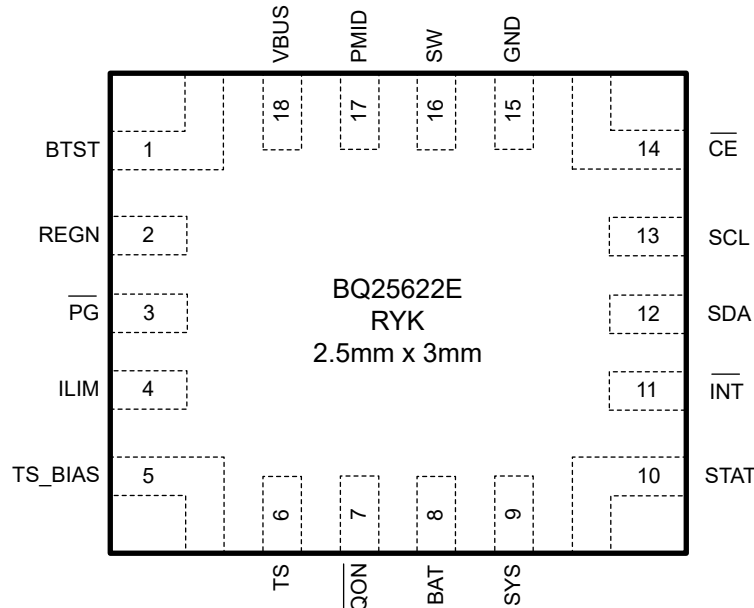 VBUS
PMID
SW
GND
18
17
16
15
BTST
1
14
CE
REGN
2
13
SCL
PG
3
12
SDA
ILIM
4
11
INT
TS_BIAS
5
10
STAT
BQ25622E
RYK
2.5mm x 3mm
6
7
8
9
TS
QON
BAT
SYS